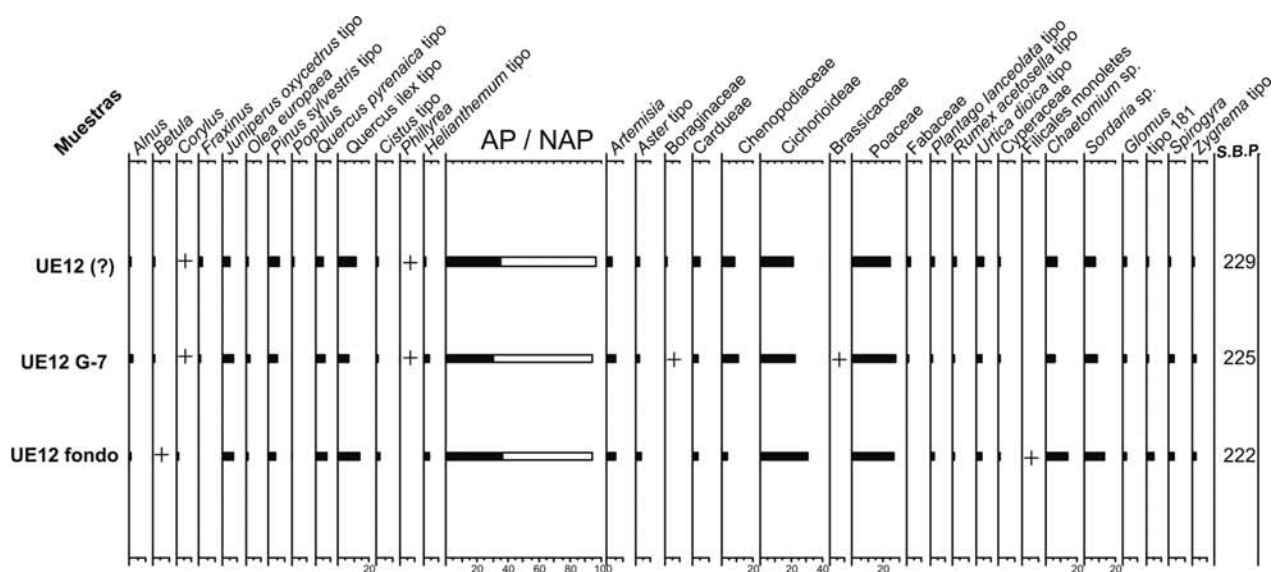 Muestras
Alnus
Betula
Corylus
Fraxinus
Juniperus oxycedrus tipo
Olea europaea
Pinus sylvestris tipo
Populus
Quercus pyrenaica tipo
Quercus ilex tipo
Cistus tipo
Phillyrea
Helianthemum tipo
AP / NAP
Artemisia
Aster tipo
Boraginaceae
Cardueae
Chenopodiaceae
Cichorioideae
Brassicaceae
Poaceae
Fabaceae
Plantago lanceolata tipo
Rumex acetosella tipo
Urtica dioica tipo
Cyperaceae
Filicales monoletes
Chaetomium sp.
Sordaria sp.
Glomus
tipo 181
Spirogyra
Zygnema tipo
S.B.P.
UE12 (?) + + 229
UE12 G-7 + + + + 225
UE12 fondo + + 222
20 20 40 60 80 100 20 20 40 20 20 20